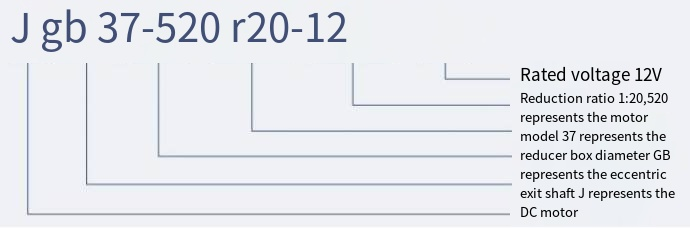 J gb 37-520 r20-12
Rated voltage 12V
Reduction ratio 1:20,520
represents the motor
model 37 represents the
reducer box diameter GB
represents the eccentric
exit shaft J represents the
DC motor